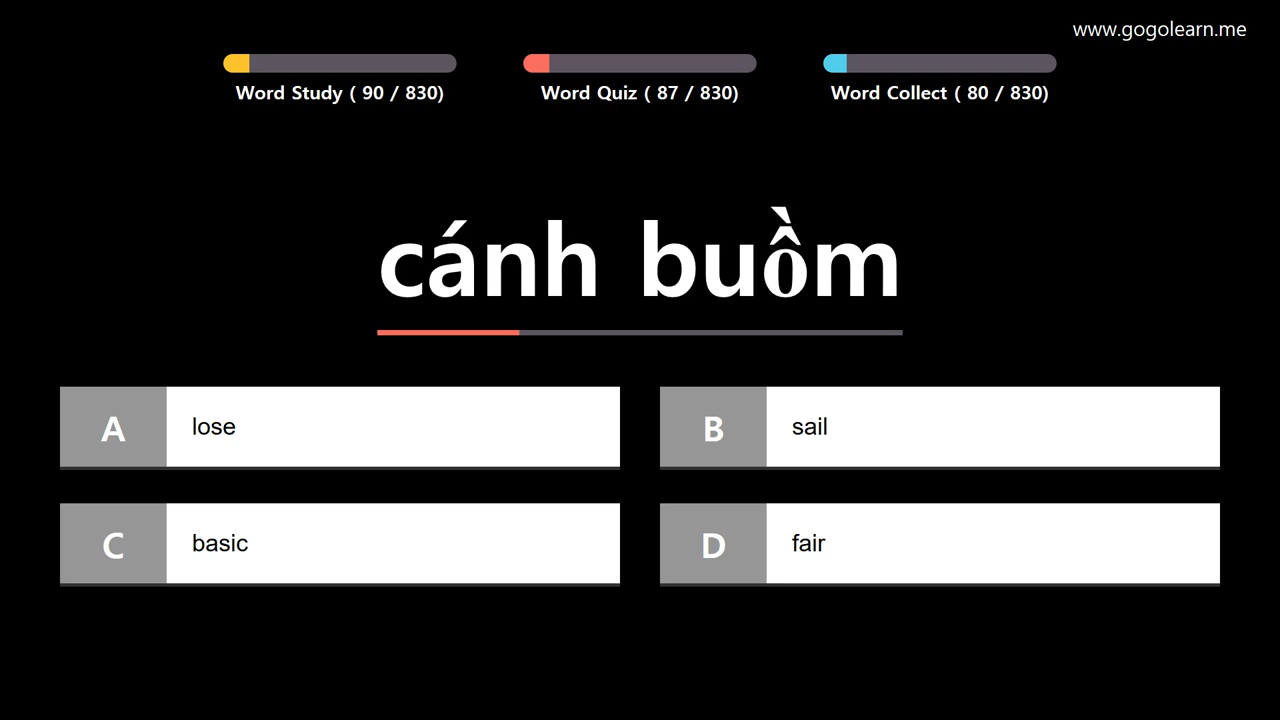 www.gogolearn.me
Word Study ( 90 / 830)
Word Quiz ( 87 / 830)
Word Collect ( 80 / 830)
cánh buồm
A lose
B sail
C basic
D fair